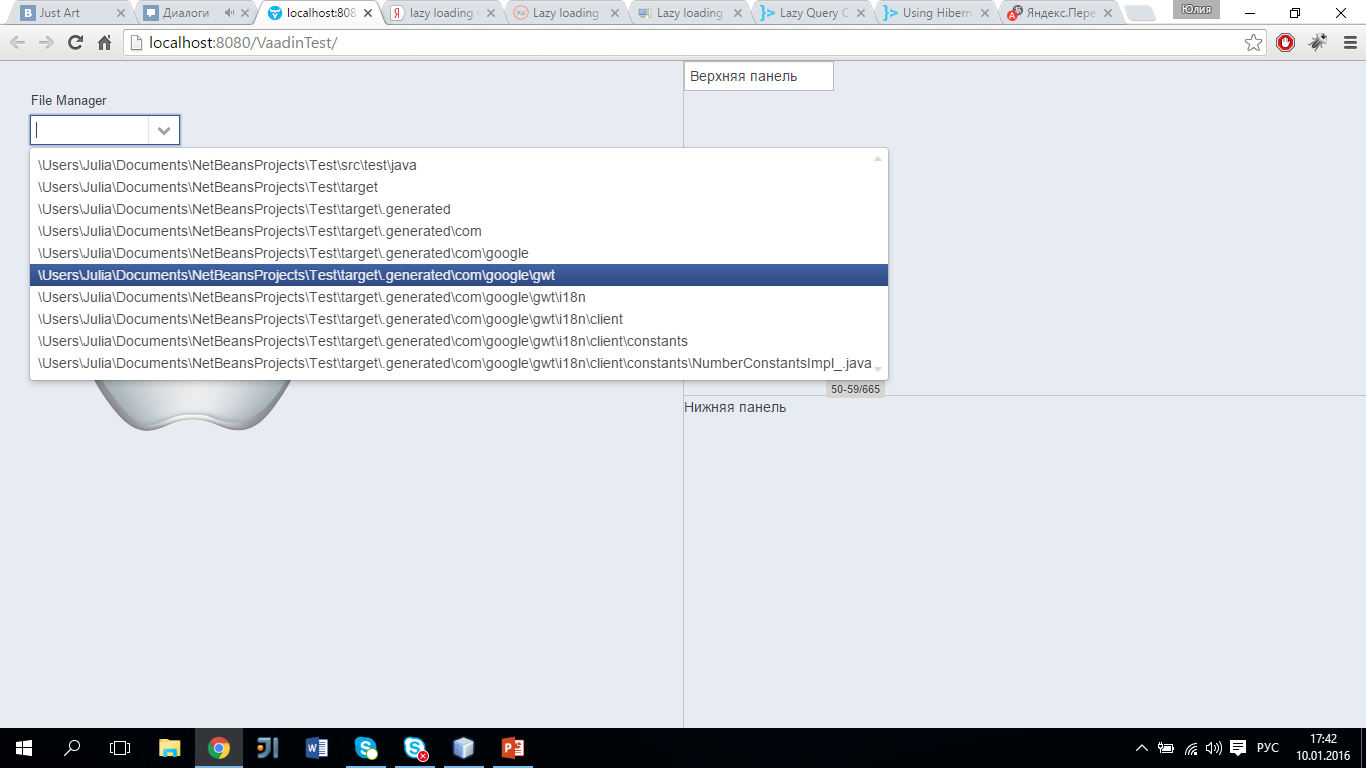 Just Art
Диалоги
localhost:808
lazy loading
Lazy loading
Lazy loading
Lazy Query C
Using Hibern
Яндекс.Пере
Юлия
localhost:8080/VaadinTest/
Верхняя панель
File Manager
\Users\Julia\Documents\NetBeansProjects\Test\src\test\java
\Users\Julia\Documents\NetBeansProjects\Test\target
\Users\Julia\Documents\NetBeansProjects\Test\target\.generated
\Users\Julia\Documents\NetBeansProjects\Test\target\.generated\com
\Users\Julia\Documents\NetBeansProjects\Test\target\.generated\com\google
\Users\Julia\Documents\NetBeansProjects\Test\target\.generated\com\google\gwt
\Users\Julia\Documents\NetBeansProjects\Test\target\.generated\com\google\gwt\i18n
\Users\Julia\Documents\NetBeansProjects\Test\target\.generated\com\google\gwt\i18n\client
\Users\Julia\Documents\NetBeansProjects\Test\target\.generated\com\google\gwt\i18n\client\constants
\Users\Julia\Documents\NetBeansProjects\Test\target\.generated\com\google\gwt\i18n\client\constants\NumberConstantsImpl_.java
50-59/665
Нижняя панель
РУС
17:42
10.01.2016